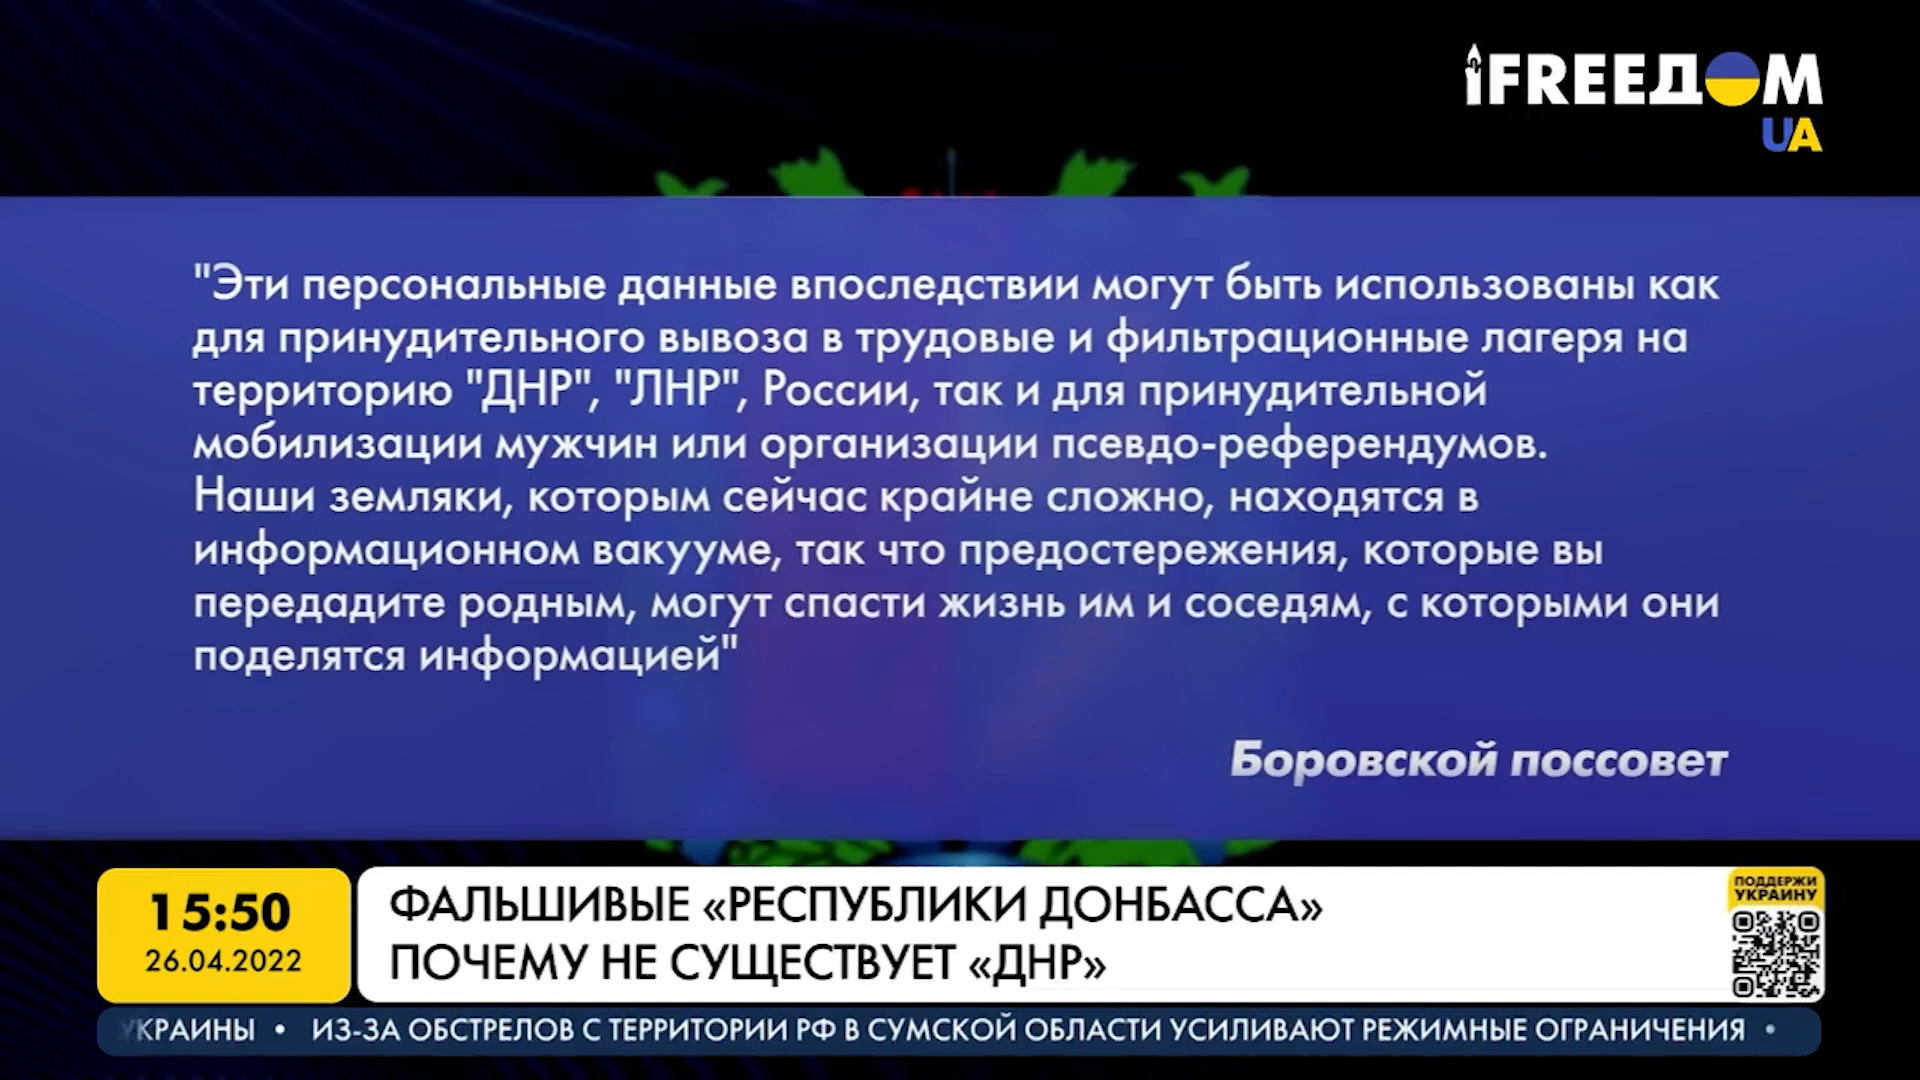 iFREEДOM
UA
"Эти персональные данные впоследствии могут быть использованы как
для принудительного вывоза в трудовые и фильтрационные лагеря на
территорию "ДНР", "ЛНР", России, так и для принудительной
мобилизации мужчин или организации псевдо-референдумов.
Наши земляки, которым сейчас крайне сложно, находятся в
информационном вакууме, так что предостережения, которые вы
передадите родным, могут спасти жизнь им и соседям, с которыми они
поделятся информацией"
Боровской поссовет
15:50
26.04.2022
ФАЛЬШИВЫЕ «РЕСПУБЛИКИ ДОНБАССА»
ПОЧЕМУ НЕ СУЩЕСТВУЕТ «ДНР»
ПОДДЕРЖИ
УКРАИНУ
УКРАИНЫ • ИЗ-ЗА ОБСТРЕЛОВ С ТЕРРИТОРИИ РФ В СУМСКОЙ ОБЛАСТИ УСИЛИВАЮТ РЕЖИМНЫЕ ОГРАНИЧЕНИЯ •